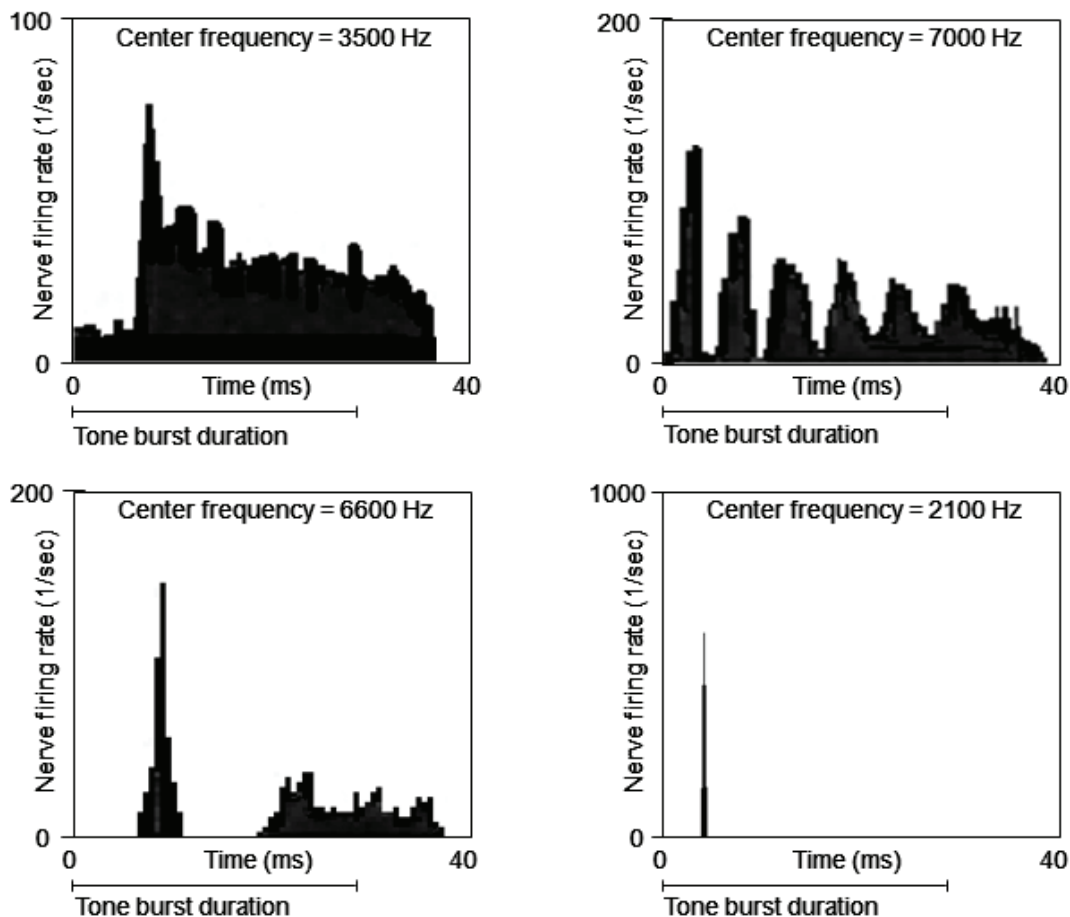 100
Center frequency = 3500 Hz
Nerve firing rate (1/sec)
0
0
Time (ms)
40
Tone burst duration
200
Center frequency = 7000 Hz
Nerve firing rate (1/sec)
0
0
Time (ms)
40
Tone burst duration
200
Center frequency = 6600 Hz
Nerve firing rate (1/sec)
0
0
Time (ms)
40
Tone burst duration
1000
Center frequency = 2100 Hz
Nerve firing rate (1/sec)
0
0
Time (ms)
40
Tone burst duration